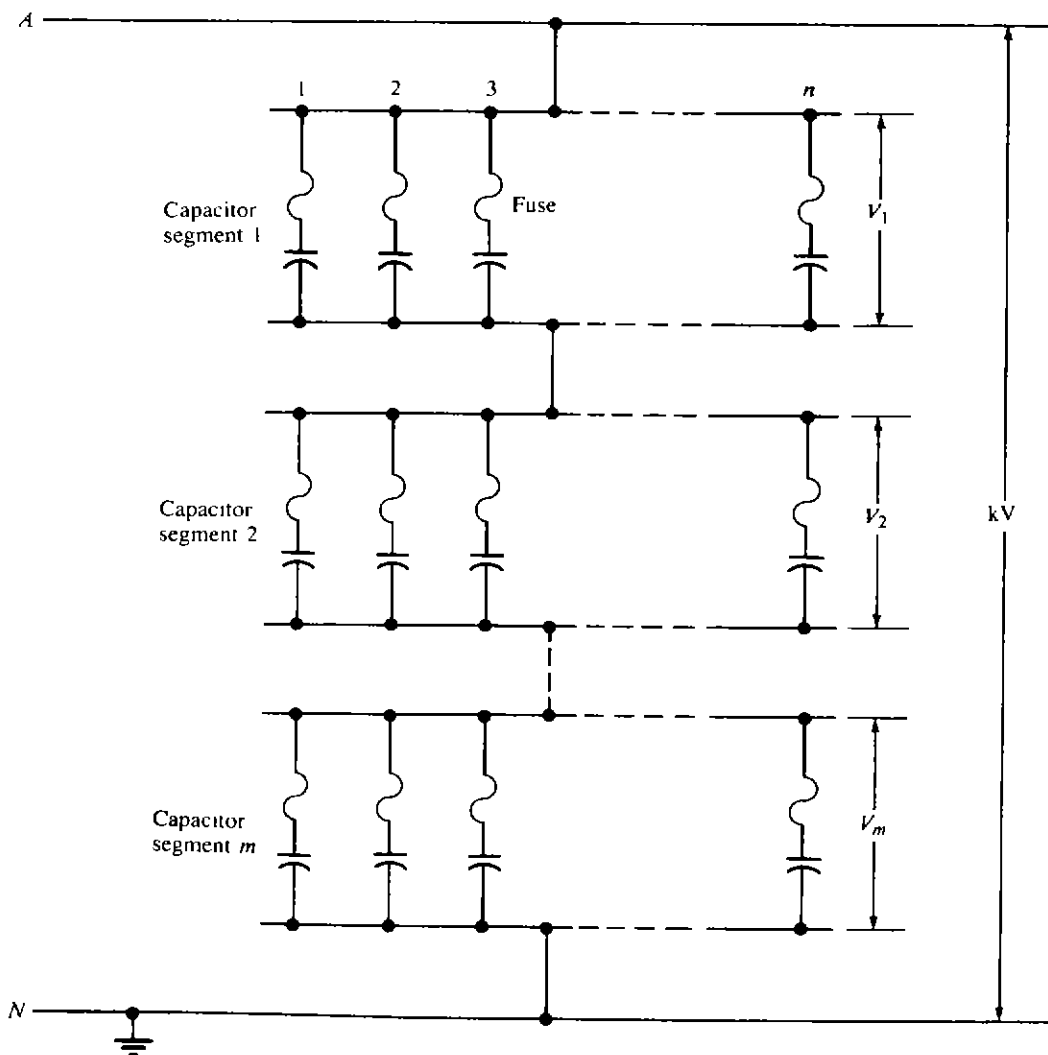 A
1 2 3 n
Capacitor
segment 1
Fuse
V1
Capacitor
segment 2
V2
kV
Capacitor
segment m
Vm
N